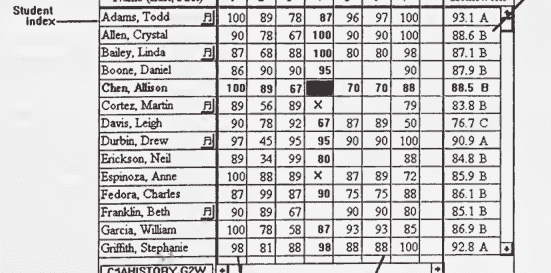 Student
index
Adams, Todd 100 89 78 87 96 97 100 93.1 A
Allen, Crystal 90 78 67 100 90 90 100 88.6 B
Bailey, Linda 87 68 88 100 80 80 98 87.1 B
Boone, Daniel 86 90 90 95 90 87.9 B
Chen, Allison 100 89 67 70 70 88 88.5 B
Cortez, Martin 89 56 89 X 79 83.8 B
Davis, Leigh 90 78 92 67 87 89 50 76.7 C
Durbin, Drew 97 45 95 95 90 90 100 90.9 A
Erickson, Neil 89 34 99 80 88 84.8 B
Espinoza, Anne 100 88 89 X 87 89 72 85.9 B
Fedora, Charles 87 99 87 90 75 75 88 86.1 B
Franklin, Beth 90 89 67 90 90 80 85.1 B
Garcia, William 100 78 58 87 93 93 85 86.9 B
Griffith, Stephanie 98 81 88 98 88 88 100 92.8 A
C1AHISTORY.G2W